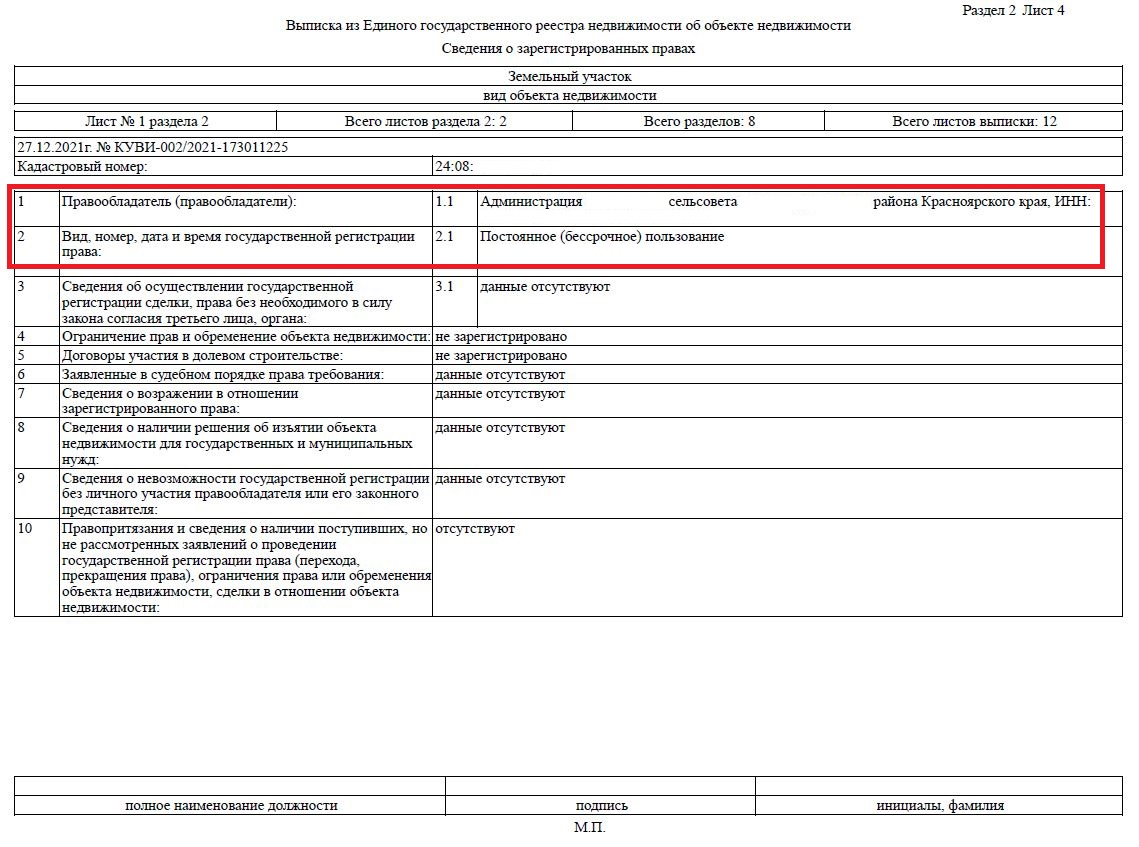 Раздел 2 Лист 4
Выписка из Единого государственного реестра недвижимости об объекте недвижимости
Сведения о зарегистрированных правах
Земельный участок
вид объекта недвижимости
Лист № 1 раздела 2 Всего листов раздела 2: 2 Всего разделов: 8 Всего листов выписки: 12
27.12.2021г. № КУВИ-002/2021-173011225
Кадастровый номер: 24:08:
1 Правообладатель (правообладатели): 1.1 Администрация сельсовета района Красноярского края, ИНН:
2 Вид, номер, дата и время государственной регистрации 2.1 Постоянное (бессрочное) пользование
права:
3 Сведения об осуществлении государственной 3.1 данные отсутствуют
регистрации сделки, права без необходимого в силу
закона согласия третьего лица, органа:
4 Ограничение прав и обременение объекта недвижимости: не зарегистрировано
5 Договоры участия в долевом строительстве: не зарегистрировано
6 Заявленные в судебном порядке права требования: данные отсутствуют
7 Сведения о возражении в отношении данные отсутствуют
зарегистрированного права:
8 Сведения о наличии решения об изъятии объекта данные отсутствуют
недвижимости для государственных и муниципальных
нужд:
9 Сведения о невозможности государственной регистрации данные отсутствуют
без личного участия правообладателя или его законного
представителя:
10 Правопритязания и сведения о наличии поступивших, но отсутствуют
не рассмотренных заявлений о проведении
государственной регистрации права (перехода,
прекращения права), ограничения права или обременения
объекта недвижимости, сделки в отношении объекта
недвижимости:
полное наименование должности подпись инициалы, фамилия
М.П.